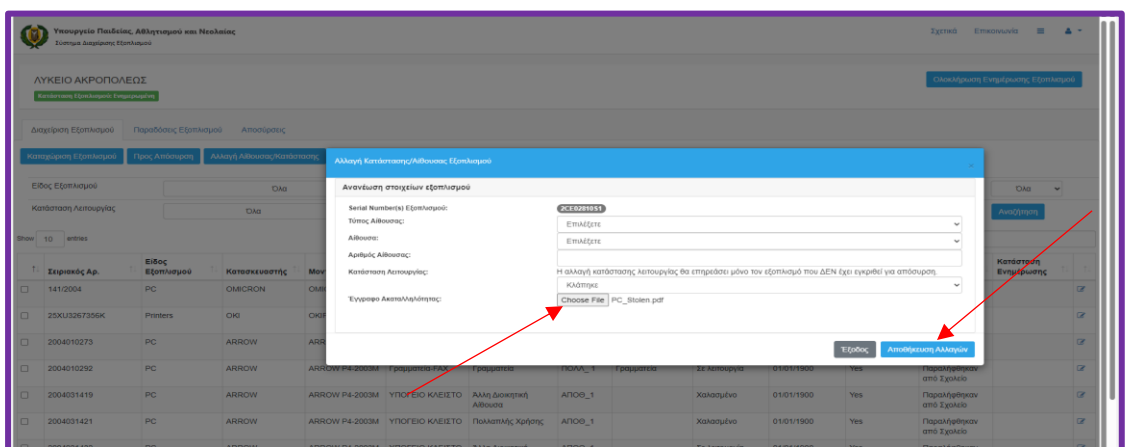 Υπουργείο Παιδείας, Αθλητισμού και Νεολαίας
Σύστημα Διαχείρισης Εξοπλισμού
Σχετικά Επικοινωνία
ΛΥΚΕΙΟ ΑΚΡΟΠΟΛΕΩΣ
Ολοκλήρωση Ενημέρωσης Εξοπλισμού
Κατάσταση Εξοπλισμού: Ενημερωμένη
Διαχείριση Εξοπλισμού Παραδόσεις Εξοπλισμού Αποσύρσεις
Καταχώριση Εξοπλισμού Προς Απόσυρση Αλλαγή Αίθουσας/Κατάστασης
Αλλαγή Κατάστασης/Αίθουσας Εξοπλισμού
Ανανέωση στοιχείων εξοπλισμού
Είδος Εξοπλισμού Όλα Όλα
Serial Number(s) Εξοπλισμού: 2CE02810S1
Κατάσταση Λειτουργίας Όλα Αναζήτηση
Τύπος Αίθουσας: Επιλέξετε
Αίθουσα: Επιλέξετε
Show 10 entries
Αριθμός Αίθουσας:
Σειριακός Αρ. Είδος Εξοπλισμού Κατασκευαστής Κατάσταση Ενημέρωσης
Κατάσταση Λειτουργίας: Η αλλαγή κατάστασης λειτουργίας θα επηρεάσει μόνο τον εξοπλισμό που ΔΕΝ έχει εγκριθεί για απόσυρση.
Κλάπηκε
141/2004 PC OMICRON
Έγγραφο Ακαταλληλότητας: Choose File PC_Stolen.pdf
25XU3267356K Printers OKI
2004010273 PC ARROW
Έξοδος Αποθήκευση Αλλαγών
2004010292 PC ARROW ARROW P4-2003M Γραμματεία-FAX Γραμματεία ΠΟΛΛ_1 Γραμματεία Σε λειτουργία 01/01/1900 Yes Παραλήφθηκαν από Σχολείο
2004031419 PC ARROW ARROW P4-2003M ΥΠΟΓΕΙΟ ΚΛΕΙΣΤΟ Άλλη Διοικητική Αίθουσα ΑΠΟΘ_1 Χαλασμένο 01/01/1900 Yes Παραλήφθηκαν από Σχολείο
2004031421 PC ARROW ARROW P4-2003M ΥΠΟΓΕΙΟ ΚΛΕΙΣΤΟ Πολλαπλής Χρήσης ΑΠΟΘ_1 Χαλασμένο 01/01/1900 Yes Παραλήφθηκαν από Σχολείο